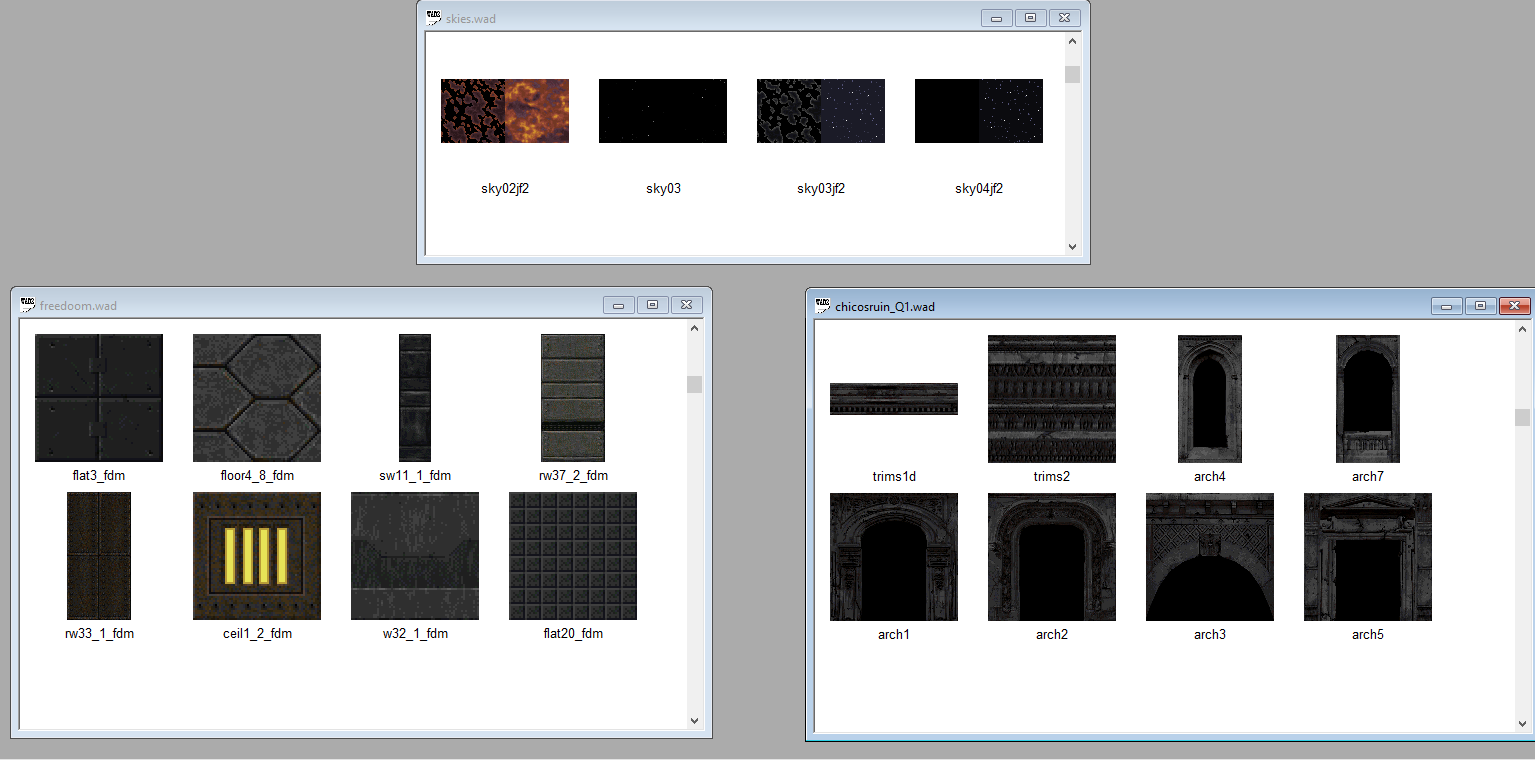 skies.wad
sky02jf2
sky03
sky03jf2
sky04jf2
freedoom.wad
flat3_fdm
floor4_8_fdm
sw11_1_fdm
rw37_2_fdm
rw33_1_fdm
ceil1_2_fdm
w32_1_fdm
flat20_fdm
chicosruin_Q1.wad
trims1d
trims2
arch4
arch7
arch1
arch2
arch3
arch5